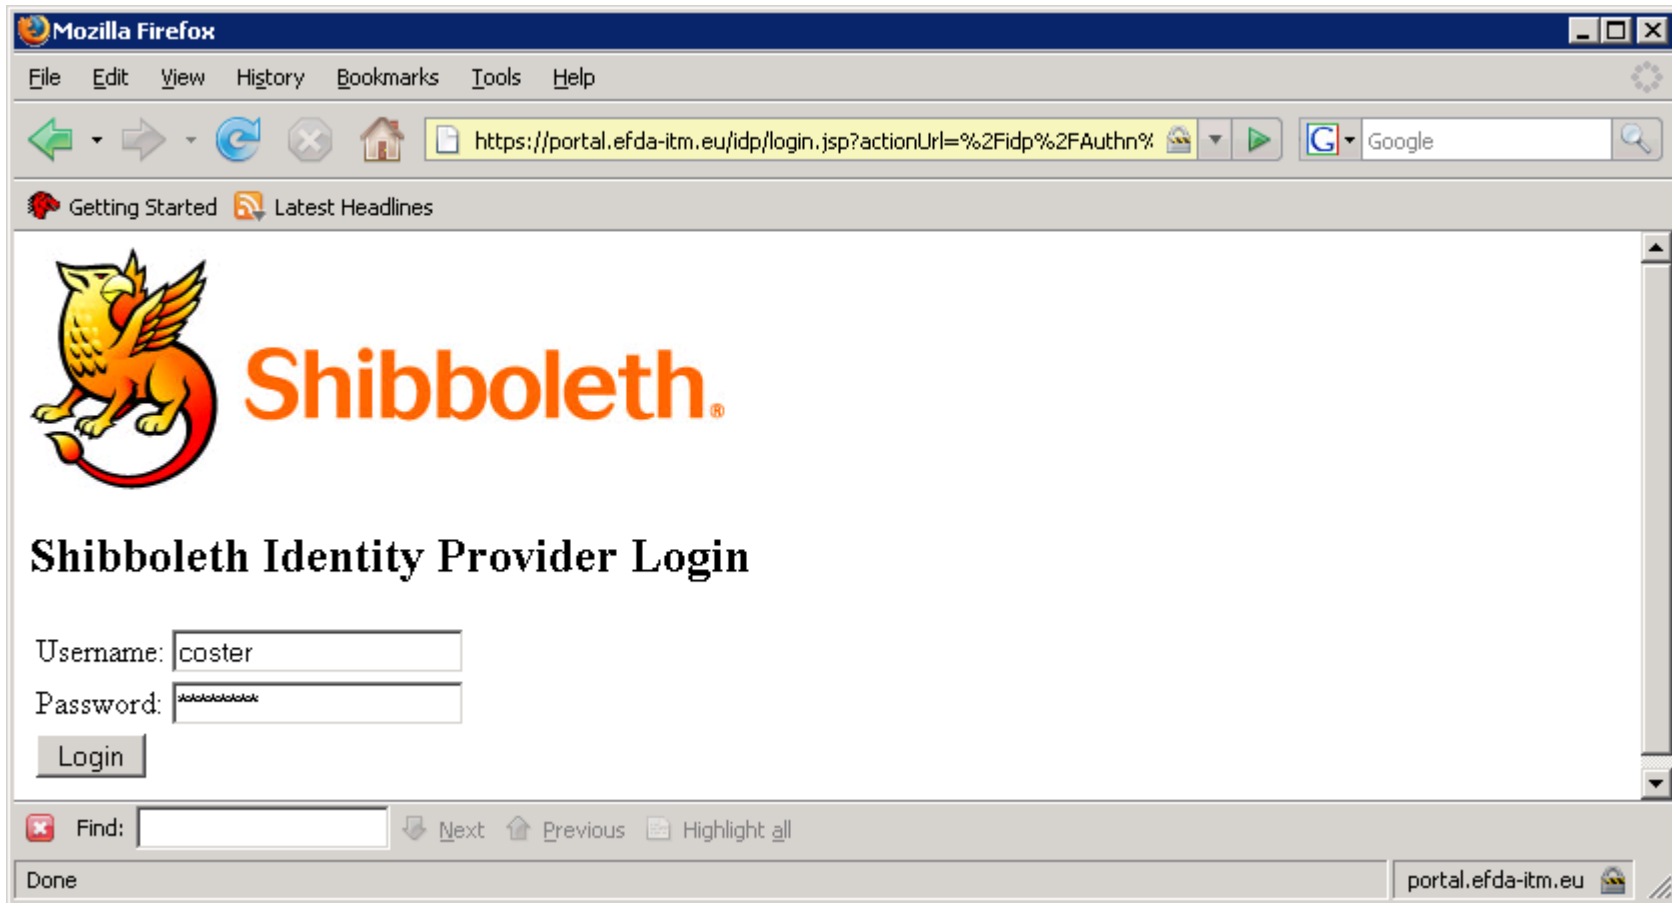 Mozilla Firefox
File Edit View History Bookmarks Tools Help
https://portal.efda-itm.eu/idp/login.jsp?actionUrl=%2Fidp%2FAuthn% G Google
Getting Started Latest Headlines
Shibboleth®
Shibboleth Identity Provider Login
Username: coster
Password: *********
Login
Find: Next Previous Highlight all
Done portal.efda-itm.eu